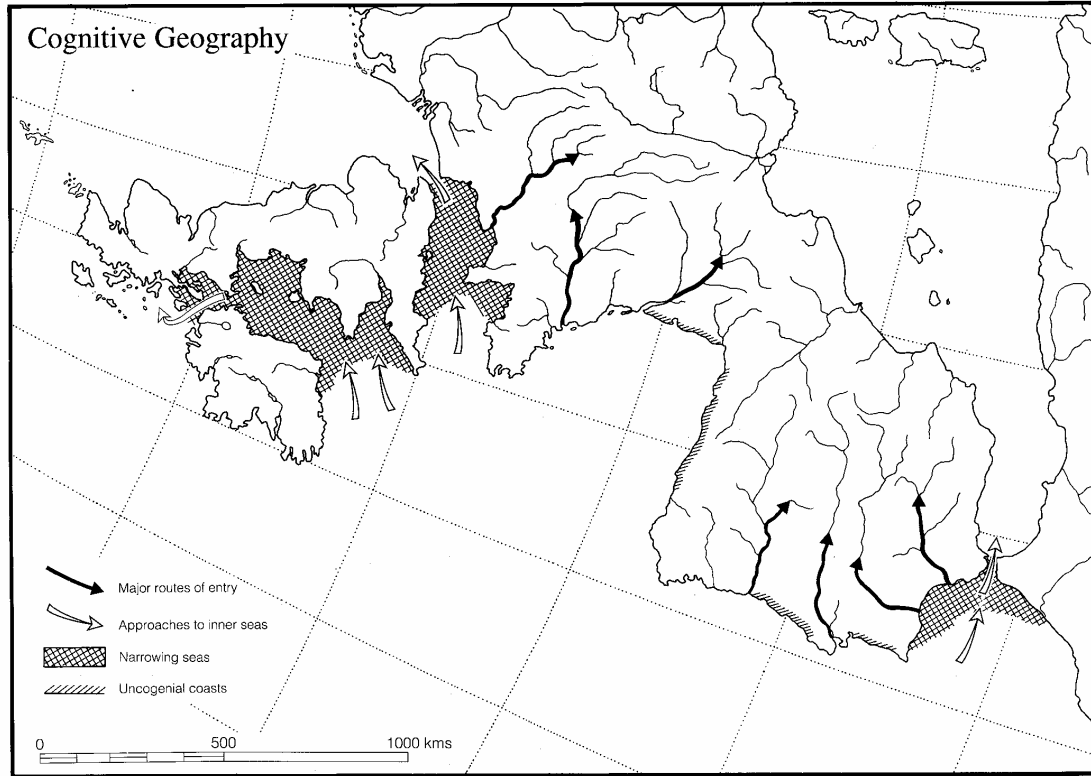 Cognitive Geography
Major routes of entry
Approaches to inner seas
Narrowing seas
Uncogenial coasts
0 500 1000 kms